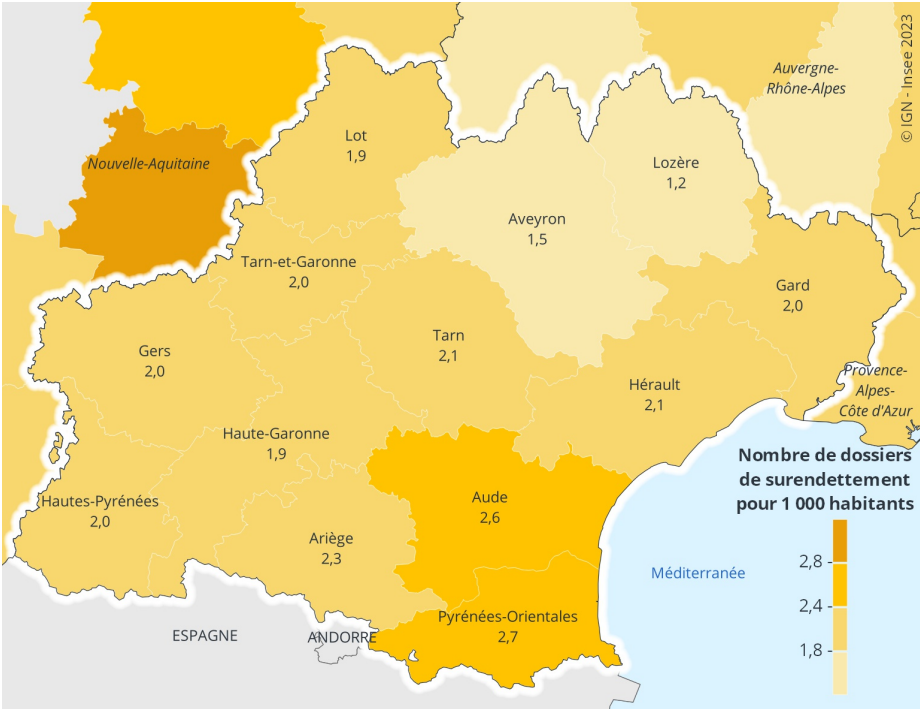 © IGN - Insee 2023
Auvergne-
Rhône-Alpes
Nouvelle-Aquitaine
Lot
1,9
Lozère
1,2
Aveyron
1,5
Tarn-et-Garonne
2,0
Gard
2,0
Tarn
2,1
Gers
2,0
Hérault
2,1
Provence-
Alpes-
Côte d'Azur
Haute-Garonne
1,9
Hautes-Pyrénées
2,0
Aude
2,6
Ariège
2,3
Pyrénées-Orientales
2,7
ESPAGNE
ANDORRE
Méditerranée
Nombre de dossiers
de surendettement
pour 1 000 habitants
2,8
2,4
1,8